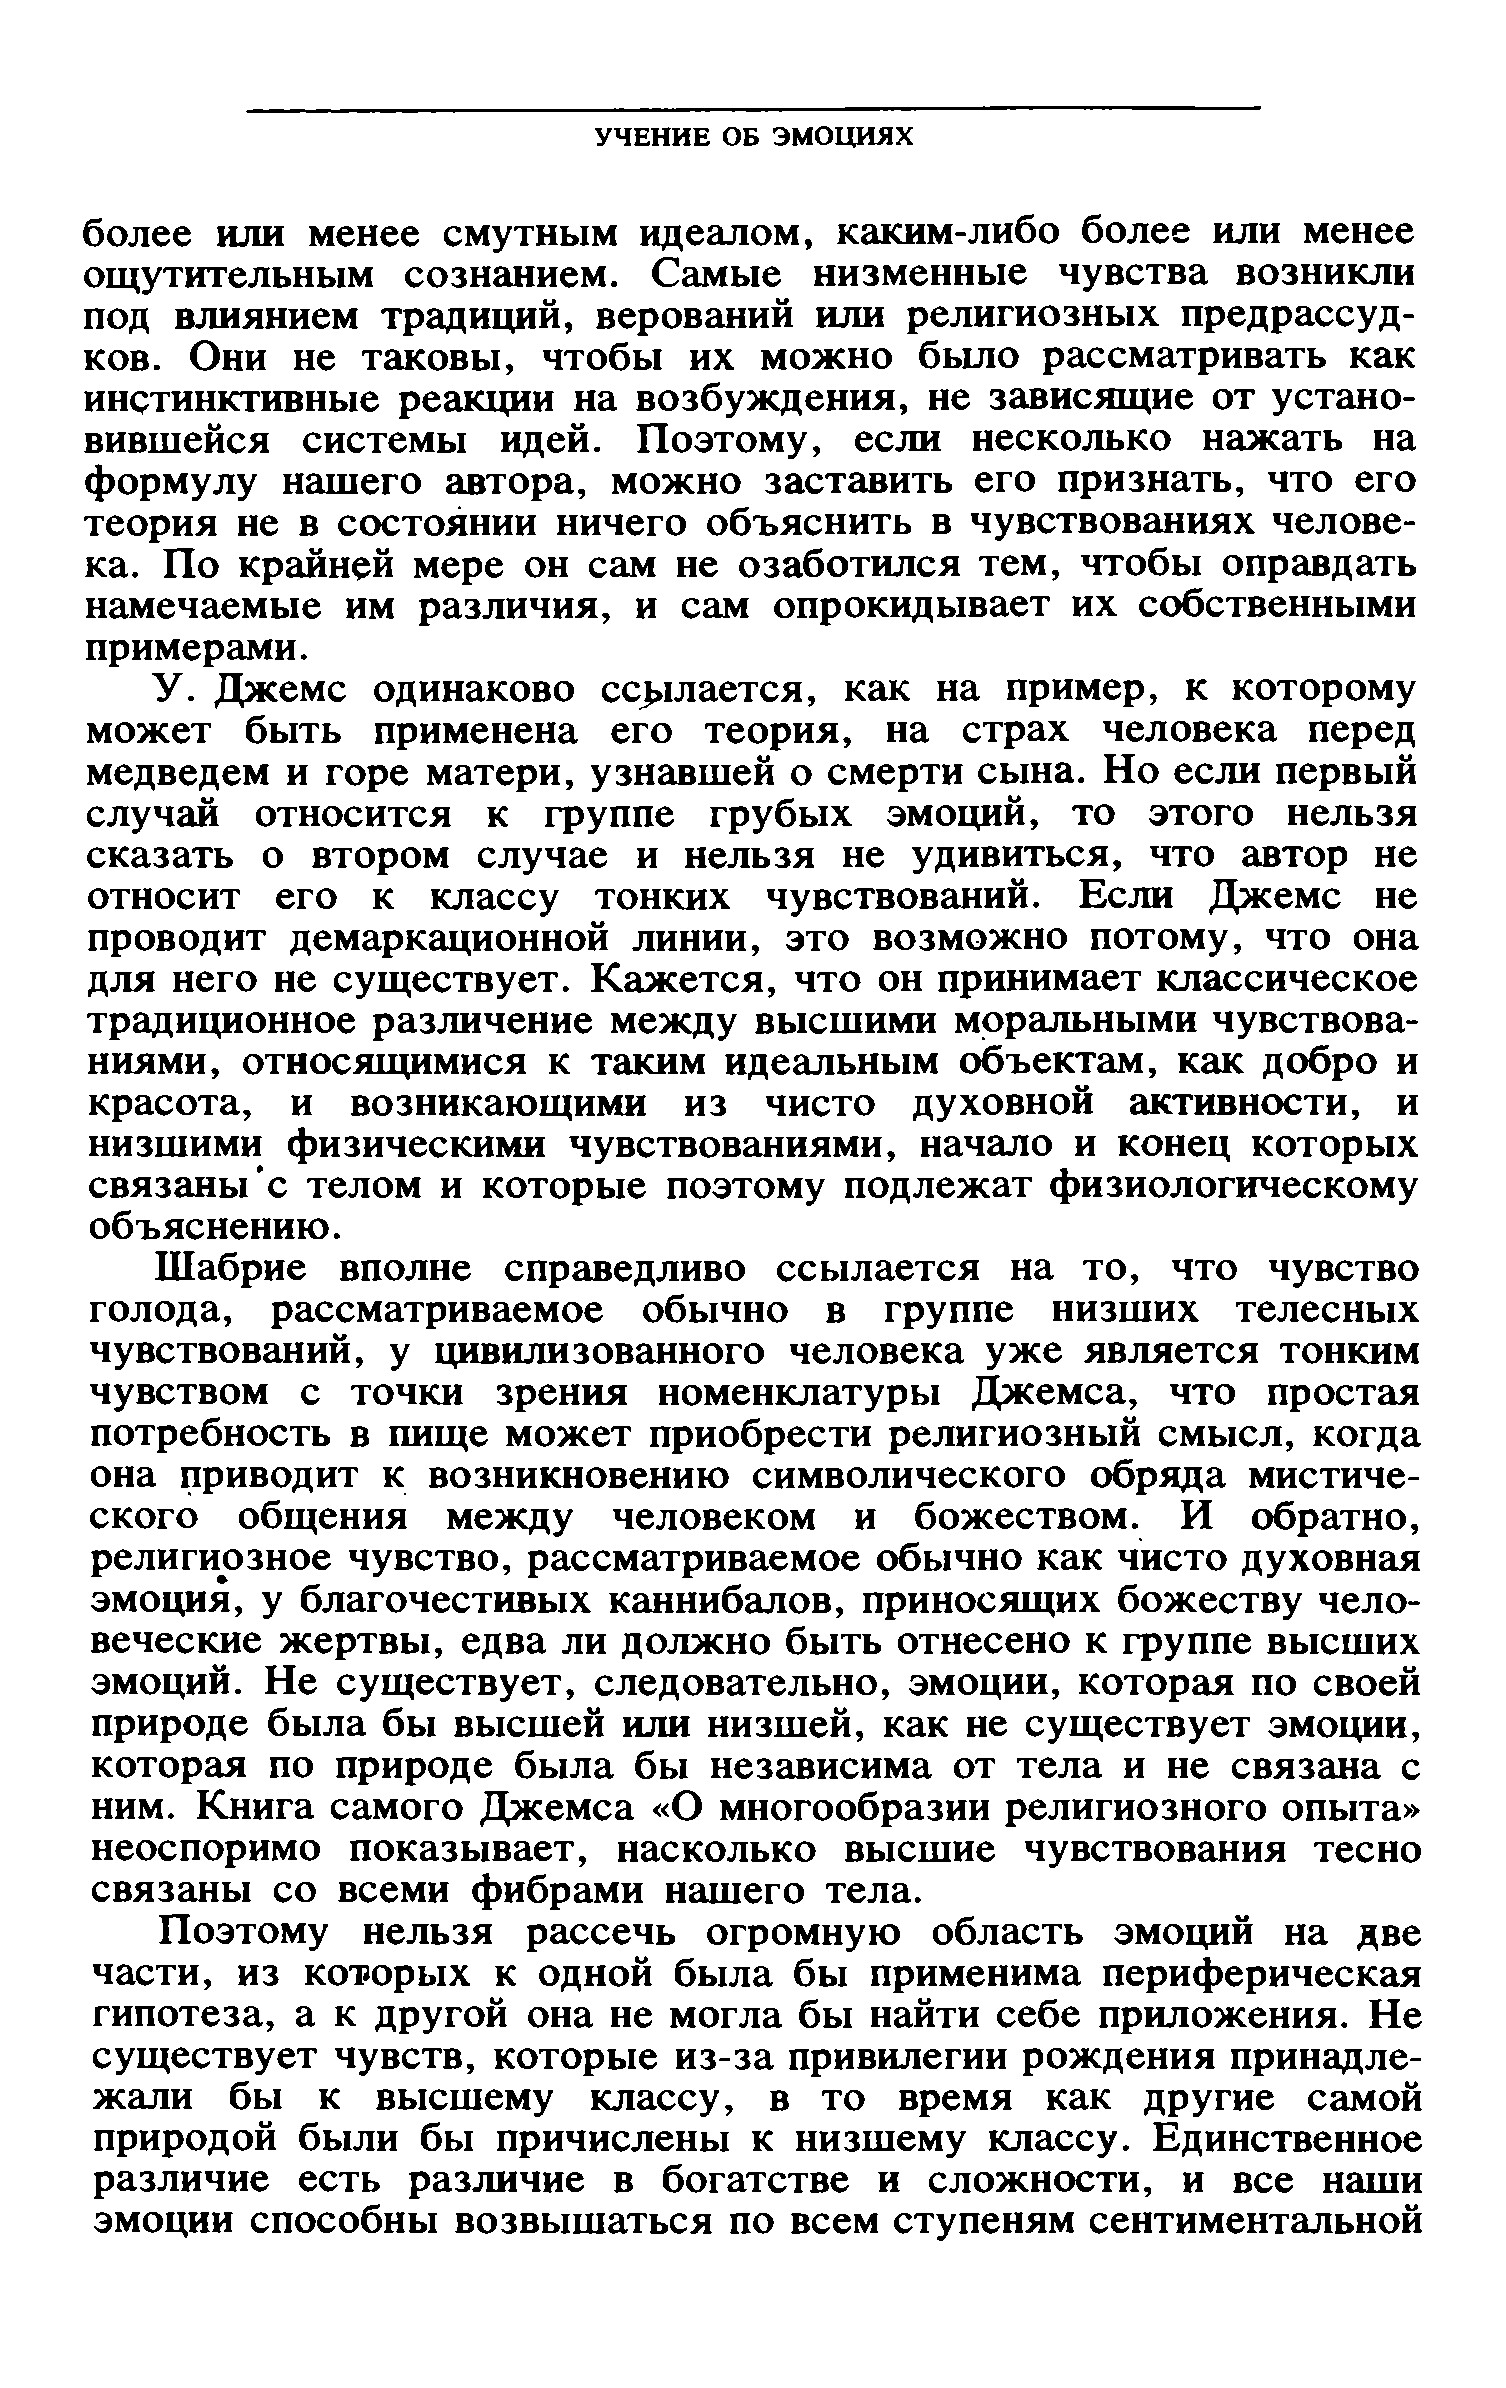 УЧЕНИЕ ОБ ЭМОЦИЯХ
более или менее смутным идеалом, каким-либо более или менее
ощутительным сознанием. Самые низменные чувства возникли
под влиянием традиций, верований или религиозных предрассуд-
ков. Они не таковы, чтобы их можно было рассматривать как
инстинктивные реакции на возбуждения, не зависящие от устано-
вившейся системы идей. Поэтому, если несколько нажать на
формулу нашего автора, можно заставить его признать, что его
теория не в состоянии ничего объяснить в чувствованиях челове-
ка. По крайней мере он сам не озаботился тем, чтобы оправдать
намечаемые им различия, и сам опрокидывает их собственными
примерами.
У. Джемс одинаково ссылается, как на пример, к которому
может быть применена его теория, на страх человека перед
медведем и горе матери, узнавшей о смерти сына. Но если первый
случай относится к группе грубых эмоций, то этого нельзя
сказать о втором случае и нельзя не удивиться, что автор не
относит его к классу тонких чувствований. Если Джемс не
проводит демаркационной линии, это возможно потому, что она
для него не существует. Кажется, что он принимает классическое
традиционное различение между высшими моральными чувствова-
ниями, относящимися к таким идеальным объектам, как добро и
красота, и возникающими из чисто духовной активности, и
низшими физическими чувствованиями, начало и конец которых
связаны с телом и которые поэтому подлежат физиологическому
объяснению.
Шабрие вполне справедливо ссылается на то, что чувство
голода, рассматриваемое обычно в группе низших телесных
чувствований, у цивилизованного человека уже является тонким
чувством с точки зрения номенклатуры Джемса, что простая
потребность в пище может приобрести религиозный смысл, когда
она приводит к возникновению символического обряда мистиче-
ского общения между человеком и божеством. И обратно,
религиозное чувство, рассматриваемое обычно как чисто духовная
эмоция, у благочестивых каннибалов, приносящих божеству чело-
веческие жертвы, едва ли должно быть отнесено к группе высших
эмоций. Не существует, следовательно, эмоции, которая по своей
природе была бы высшей или низшей, как не существует эмоции,
которая по природе была бы независима от тела и не связана с
ним. Книга самого Джемса «О многообразии религиозного опыта»
неоспоримо показывает, насколько высшие чувствования тесно
связаны со всеми фибрами нашего тела.
Поэтому нельзя рассечь огромную область эмоций на две
части, из которых к одной была бы применима периферическая
гипотеза, а к другой она не могла бы найти себе приложения. Не
существует чувств, которые из-за привилегии рождения принадле-
жали бы к высшему классу, в то время как другие самой
природой были бы причислены к низшему классу. Единственное
различие есть различие в богатстве и сложности, и все наши
эмоции способны возвышаться по всем ступеням сентиментальной